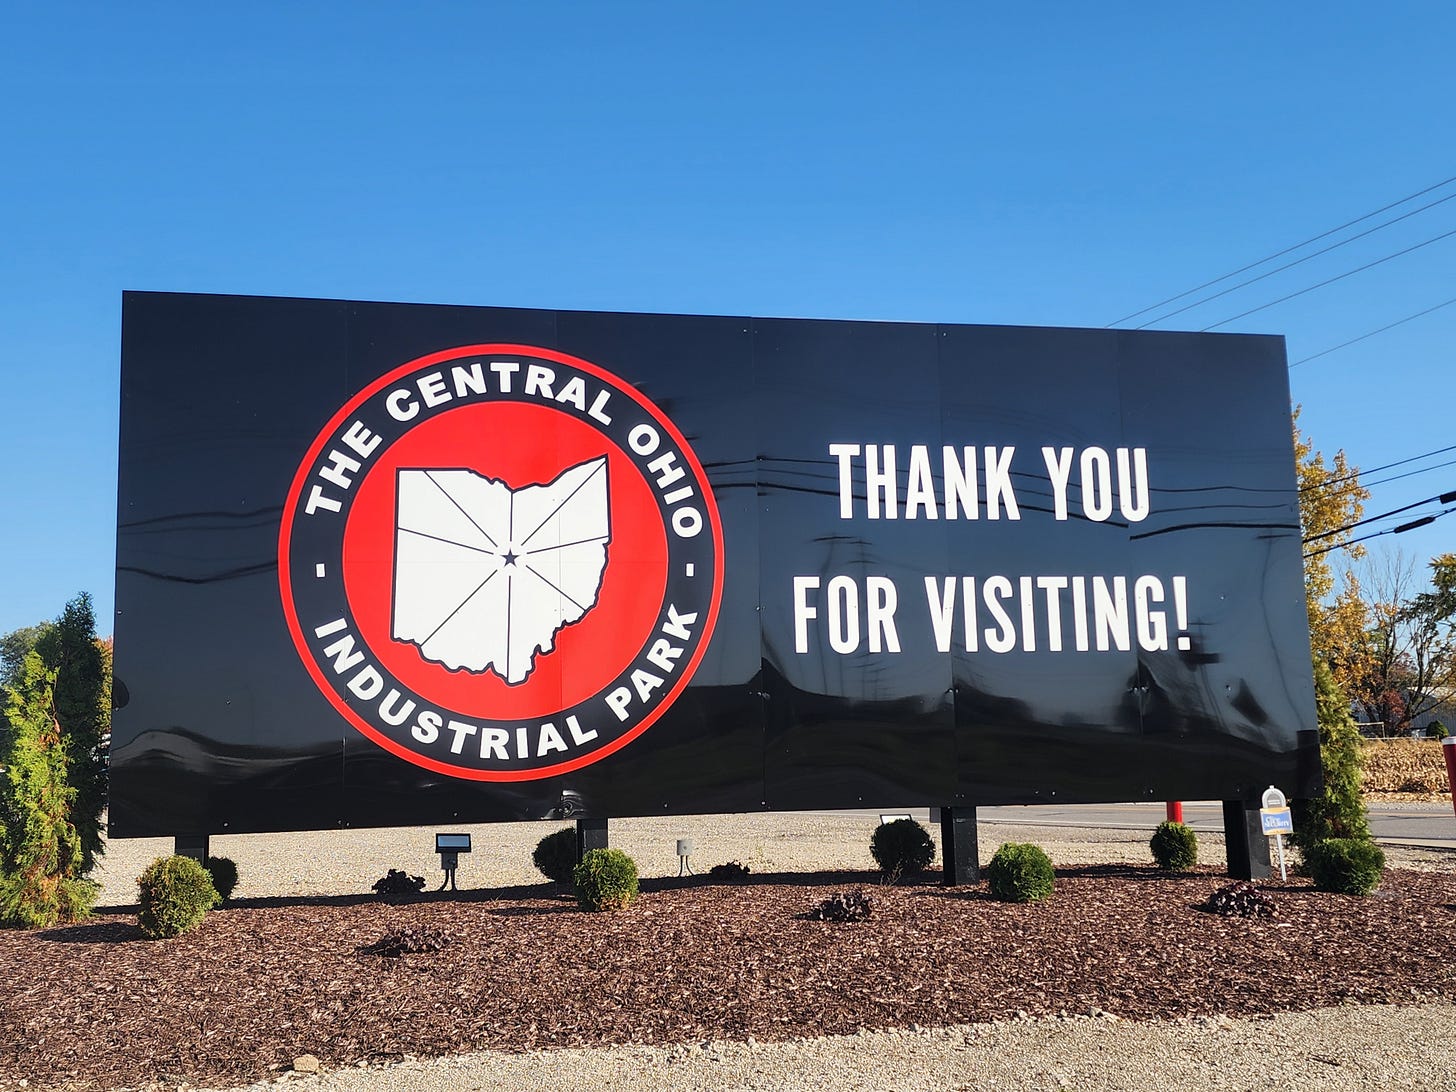 THE CENTRAL OHIO
INDUSTRIAL PARK
THANK YOU
FOR VISITING!